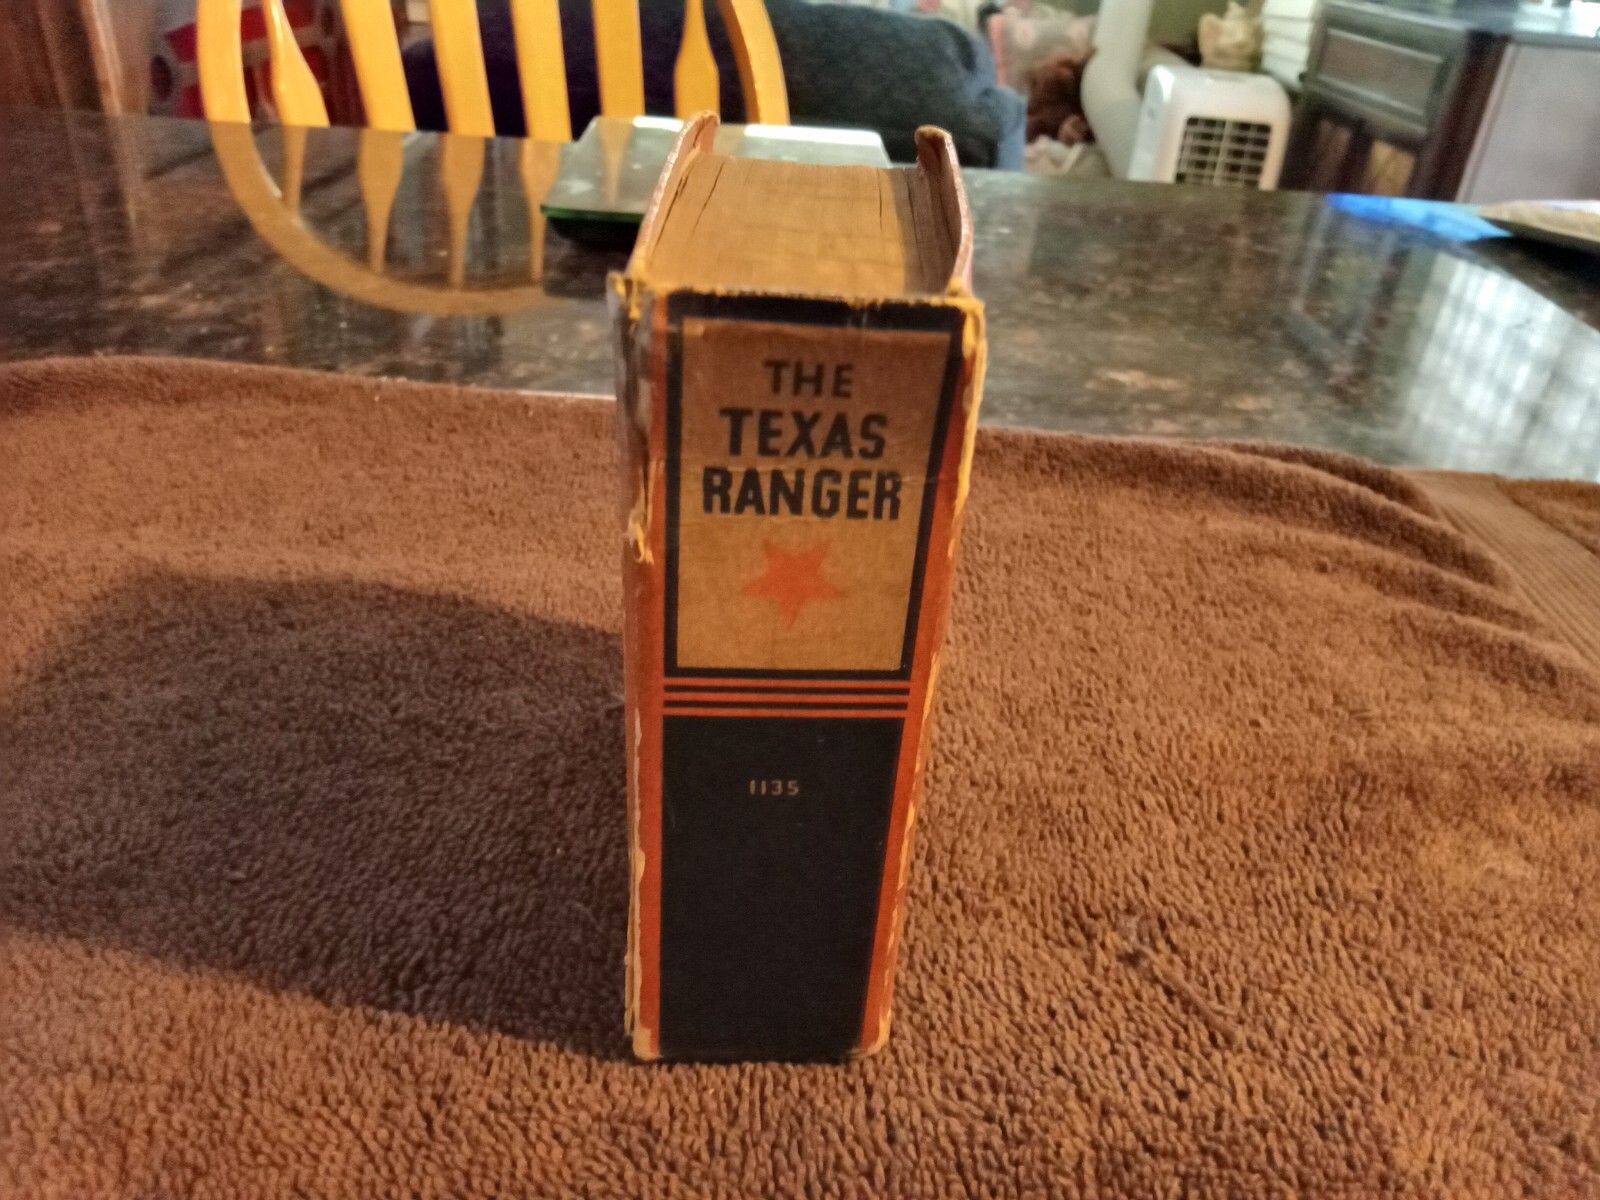 THE
TEXAS
RANGER
1135